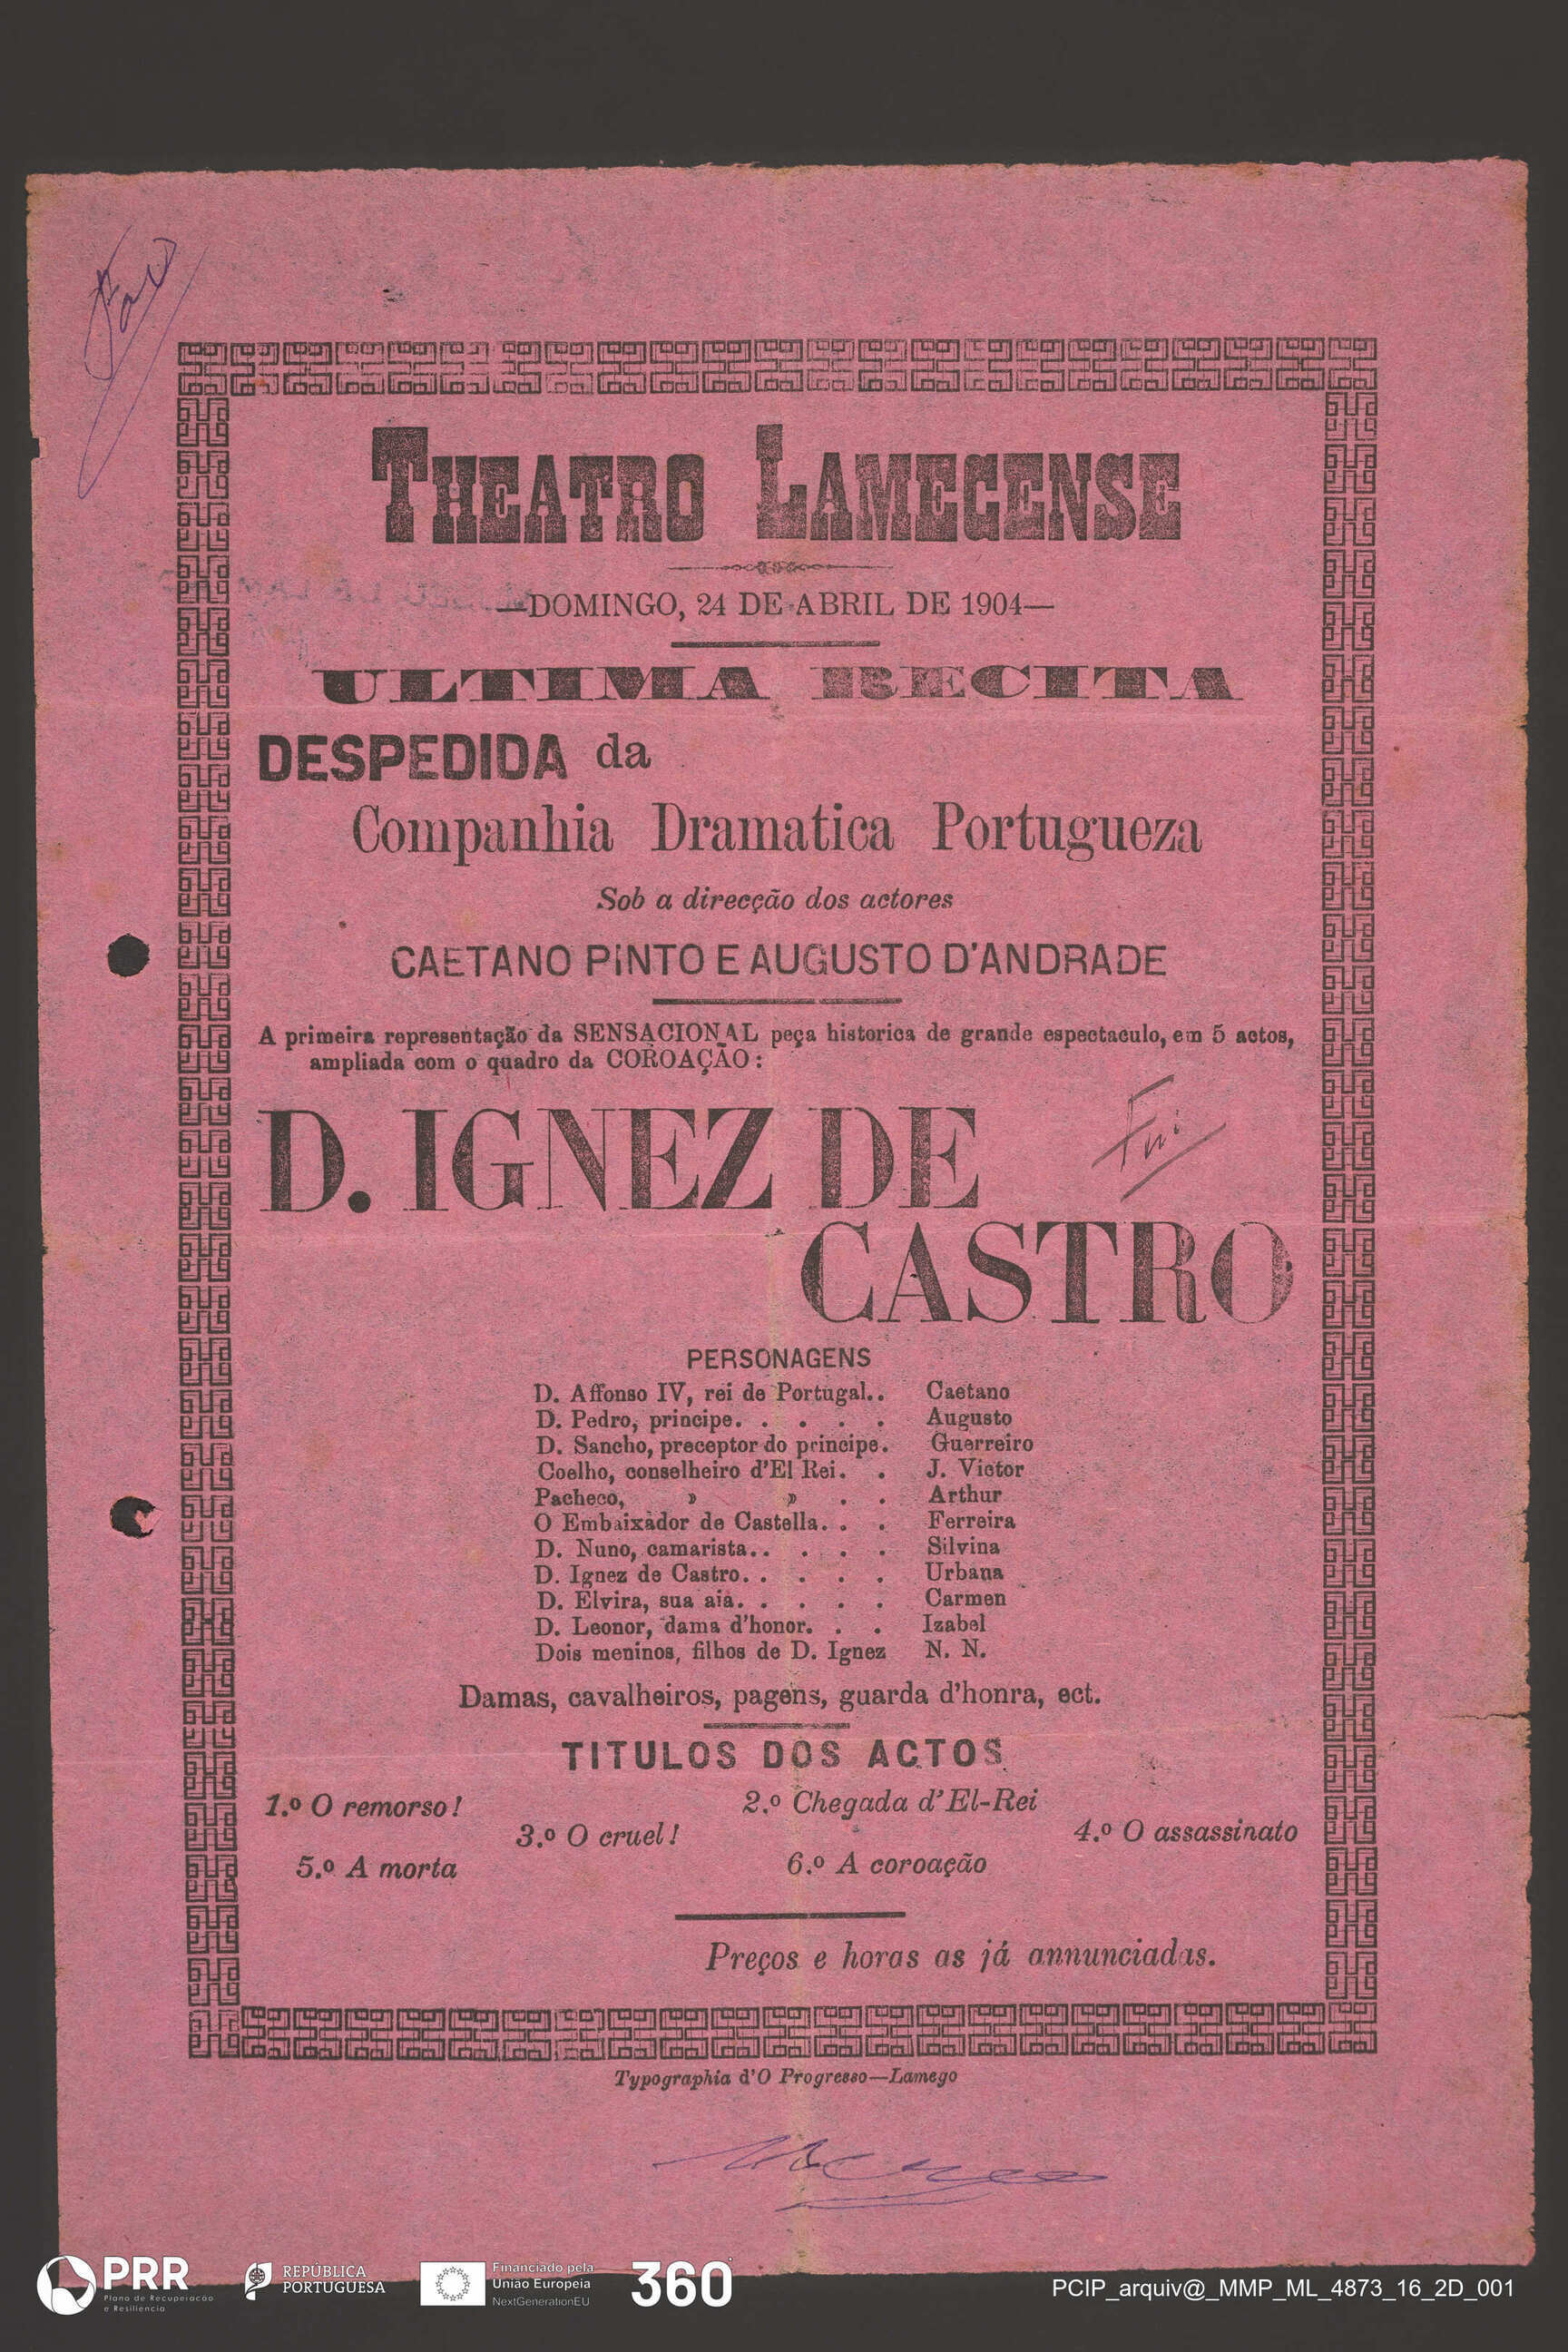 THEATRO LAMECENSE
—DOMINGO, 24 DE ABRIL DE 1904—
ULTIMA RECITA
DESPEDIDA da
Companhia Dramatica Portugueza
Sob a direcção dos actores
CAETANO PINTO E AUGUSTO D'ANDRADE
A primeira representação da SENSACIONAL peça historica de grande espectaculo, em 5 actos,
ampliada com o quadro da COROAÇÃO:
D. IGNEZ DE
Fui
CASTRO
PERSONAGENS
D. Affonso IV, rei de Portugal.. Caetano
D. Pedro, principe. . . . . Augusto
D. Sancho, preceptor do principe. Guerreiro
Coelho, conselheiro d'El Rei. . J. Victor
Pacheco, » » . . Arthur
O Embaixador de Castella. . . Ferreira
D. Nuno, camarista. . . . . Silvina
D. Ignez de Castro. . . . . Urbana
D. Elvira, sua aia. . . . . Carmen
D. Leonor, dama d'honor. . . Izabel
Dois meninos, filhos de D. Ignez N. N.
Damas, cavalheiros, pagens, guarda d'honra, ect.
TITULOS DOS ACTOS
1.º O remorso! 2.º Chegada d'El-Rei
3.º O cruel! 4.º O assassinato
5.º A morta 6.º A coroação
Preços e horas as já annunciadas.
Typographia d'O Progresso—Lamego
PRR
Plano de Recuperação
e Resiliência
REPÚBLICA
PORTUGUESA
Financiado pela
União Europeia
NextGenerationEU
360°
PCIP_arquiv@_MMP_ML_4873_16_2D_001